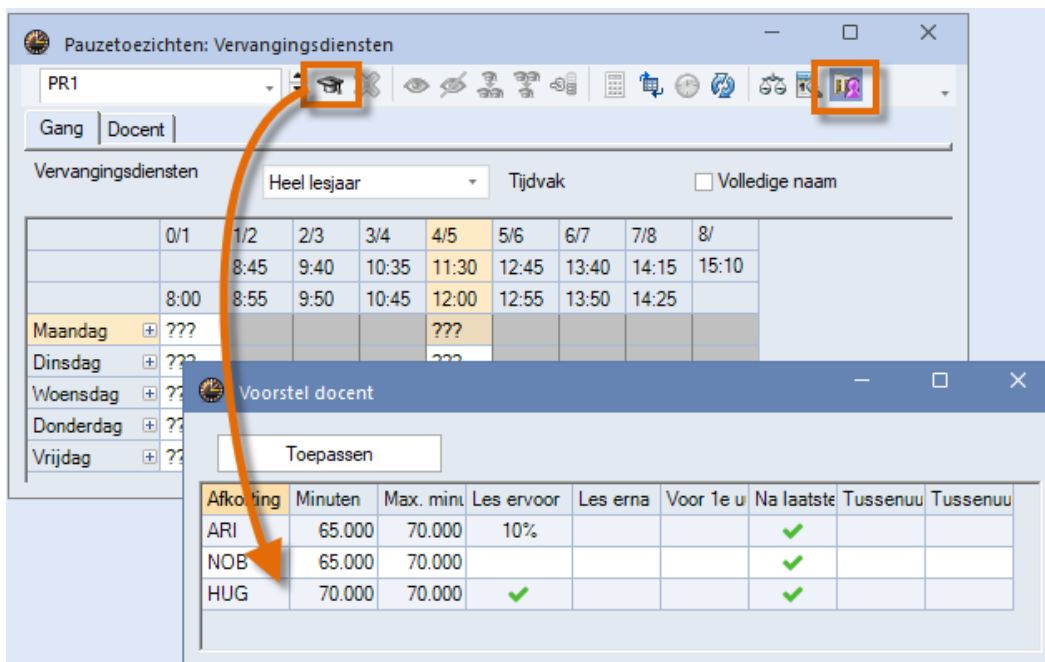 Pauzetoezichten: Vervangingsdiensten
PR1
Gang Docent
Vervangingsdiensten Heel lesjaar Tijdvak Volledige naam
0/1 1/2 2/3 3/4 4/5 5/6 6/7 7/8 8/
8:45 9:40 10:35 11:30 12:45 13:40 14:15 15:10
8:00 8:55 9:50 10:45 12:00 12:55 13:50 14:25
Maandag ??? ???
Dinsdag ??? ???
Woensdag ??
Donderdag ??
Vrijdag ??
Voorstel docent
Toepassen
Afkorting Minuten Max. minu Les ervoor Les erna Voor 1e u Na laatste Tussenuu Tussenuu
ARI 65.000 70.000 10%
NOB 65.000 70.000
HUG 70.000 70.000